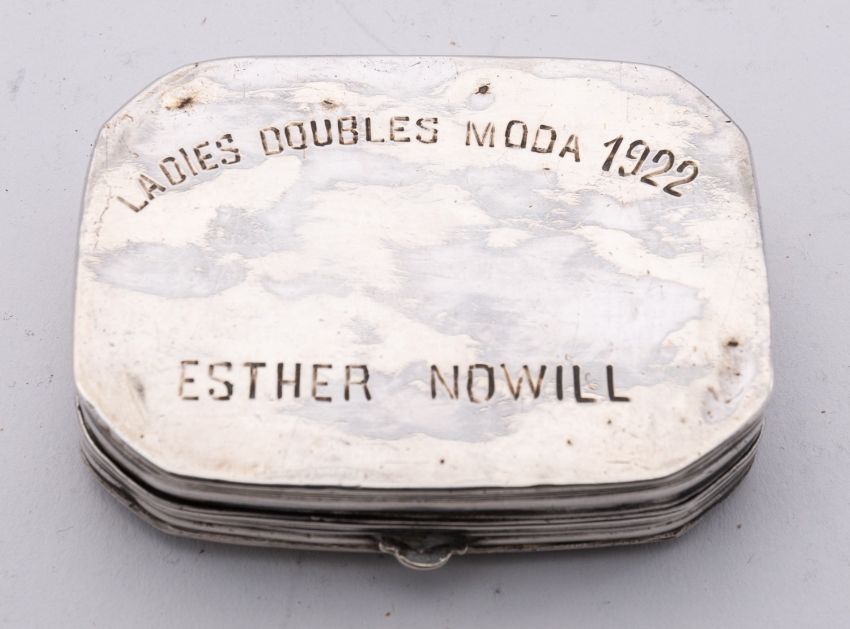 LADIES DOUBLES MODA 1922
ESTHER NOWILL